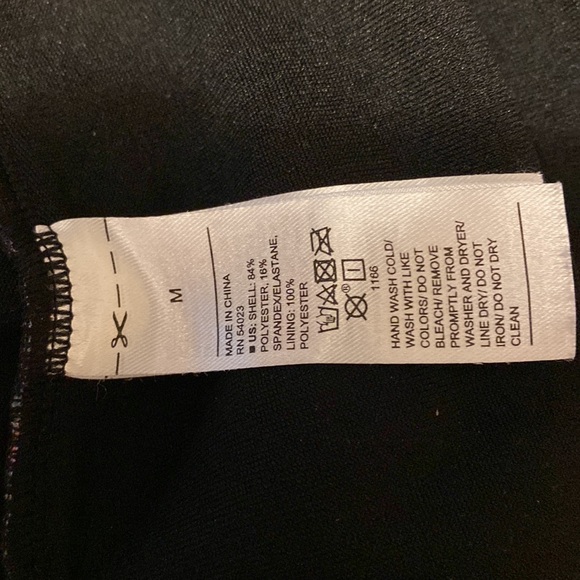 M
MADE IN CHINA
RN 54023
■ US: SHELL: 84%
POLYESTER, 16%
SPANDEX/ELASTANE,
LINING: 100%
POLYESTER
®
1166
HAND WASH COLD/
WASH WITH LIKE
COLORS/ DO NOT
BLEACH/ REMOVE
PROMPTLY FROM
WASHER AND DRYER/
LINE DRY/ DO NOT
IRON/ DO NOT DRY
CLEAN